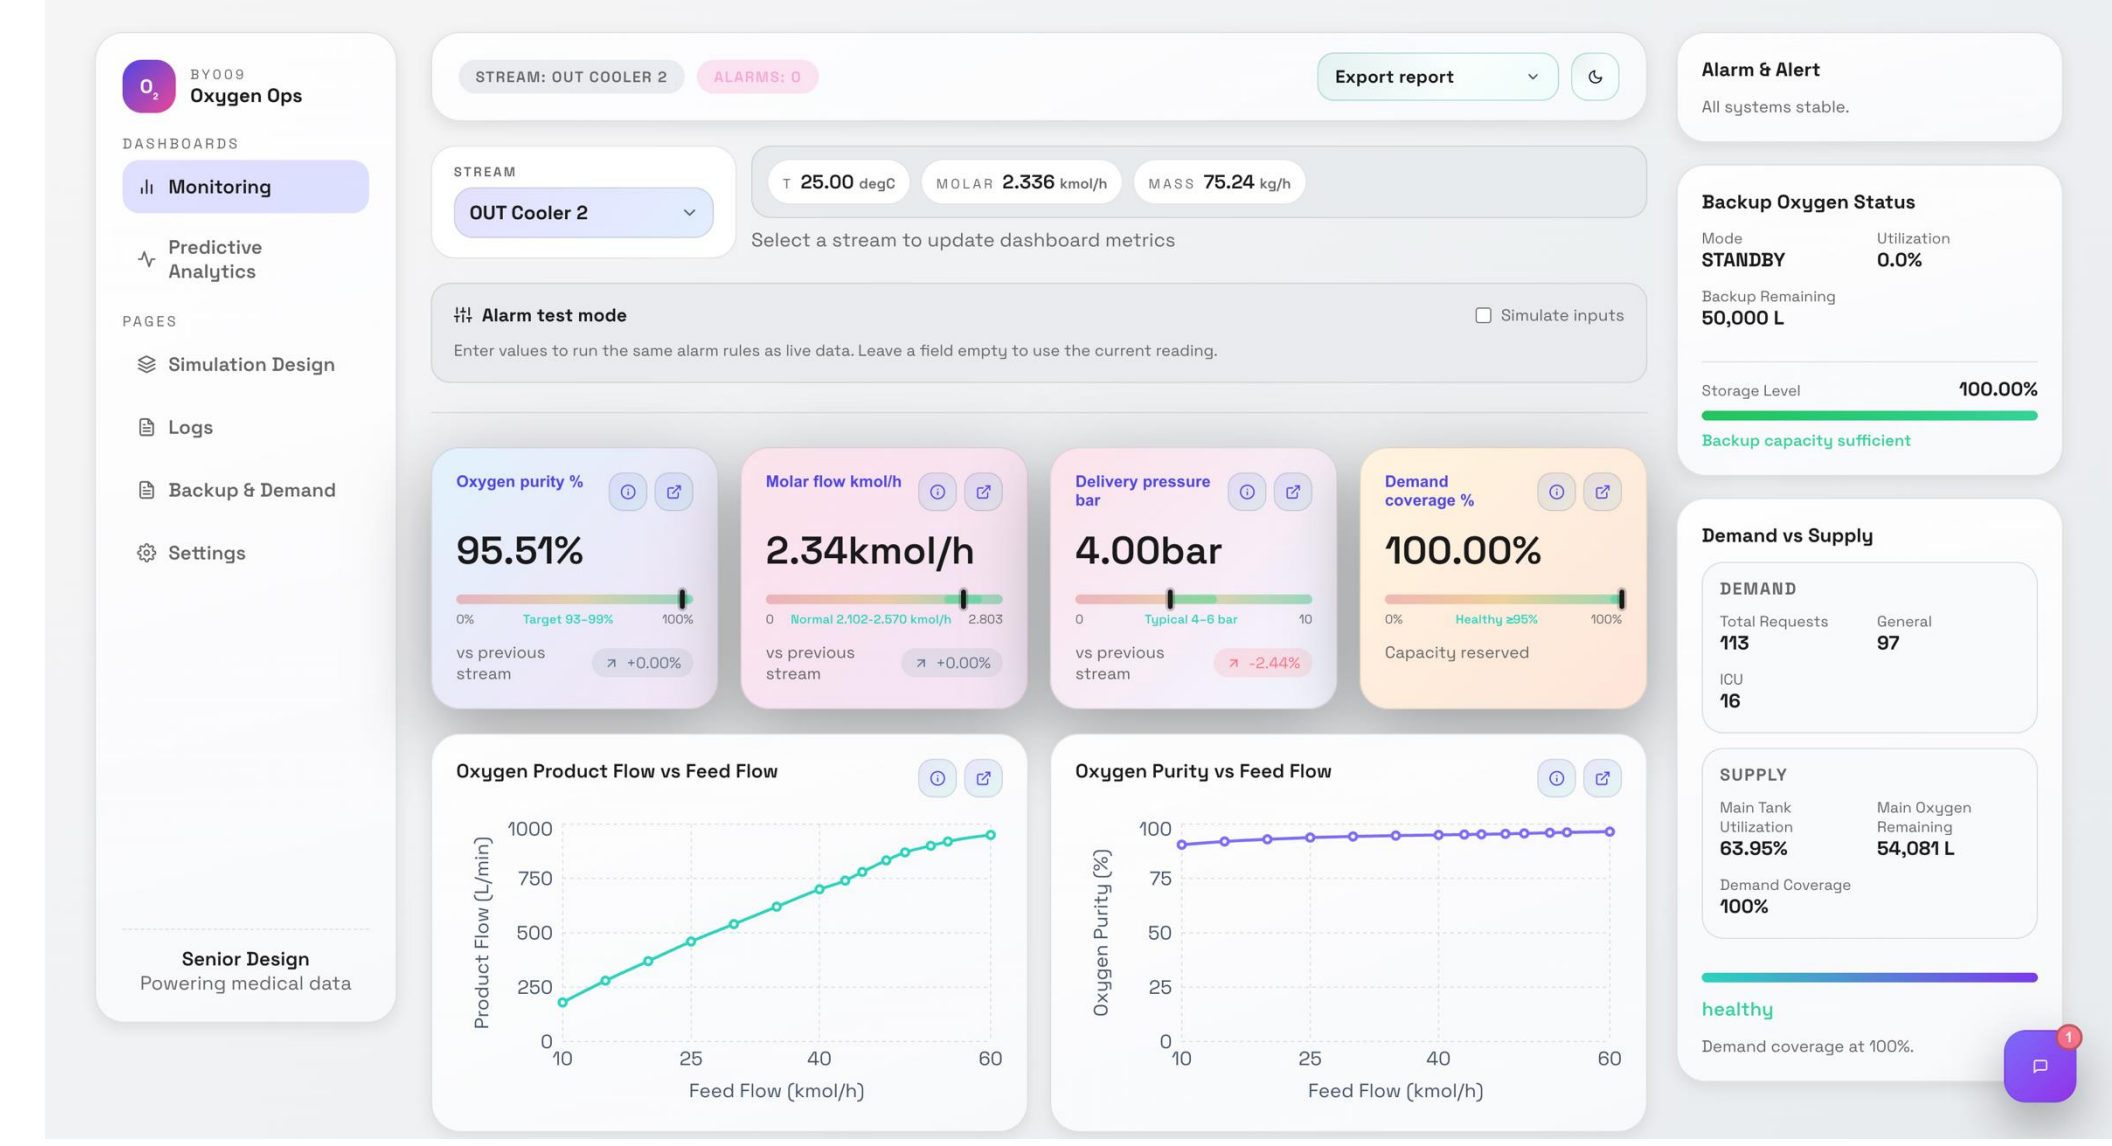 O2
BYO09
Oxygen Ops
DASHBOARDS
Monitoring
Predictive
Analytics
PAGES
Simulation Design
Logs
Backup & Demand
Settings
Senior Design
Powering medical data
STREAM: OUT COOLER 2
ALARMS: 0
Export report
STREAM
OUT Cooler 2
T 25.00 degC
MOLAR 2.336 kmol/h
MASS 75.24 kg/h
Select a stream to update dashboard metrics
Alarm test mode
Simulate inputs
Enter values to run the same alarm rules as live data. Leave a field empty to use the current reading.
Oxygen purity %
95.51%
0% Target 93–99% 100%
vs previous
stream
+0.00%
Molar flow kmol/h
2.34kmol/h
0 Normal 2.102-2.570 kmol/h 2.803
vs previous
stream
+0.00%
Delivery pressure
bar
4.00bar
0 Typical 4–6 bar 10
vs previous
stream
-2.44%
Demand
coverage %
100.00%
0% Healthy ≥95% 100%
Capacity reserved
Oxygen Product Flow vs Feed Flow
Product Flow (L/min)
1000
750
500
250
0
10 25 40 60
Feed Flow (kmol/h)
Oxygen Purity vs Feed Flow
Oxygen Purity (%)
100
75
50
25
0
10 25 40 60
Feed Flow (kmol/h)
Alarm & Alert
All systems stable.
Backup Oxygen Status
Mode Utilization
STANDBY 0.0%
Backup Remaining
50,000 L
Storage Level 100.00%
Backup capacity sufficient
Demand vs Supply
DEMAND
Total Requests General
113 97
ICU
16
SUPPLY
Main Tank Main Oxygen
Utilization Remaining
63.95% 54,081 L
Demand Coverage
100%
healthy
Demand coverage at 100%.
1